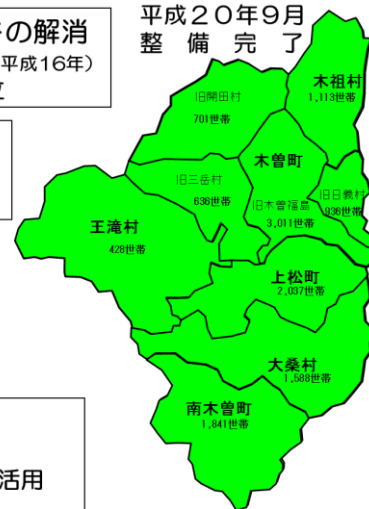 の解消
平成16年）
平成２０年９月
整備完了
木祖村
1,113世帯
旧開田村
701世帯
木曽町
旧三岳村
636世帯
旧木曽福島
3,011世帯
旧日義村
936世帯
王滝村
428世帯
上松町
2,037世帯
大桑村
1,588世帯
南木曽町
1,841世帯
活用